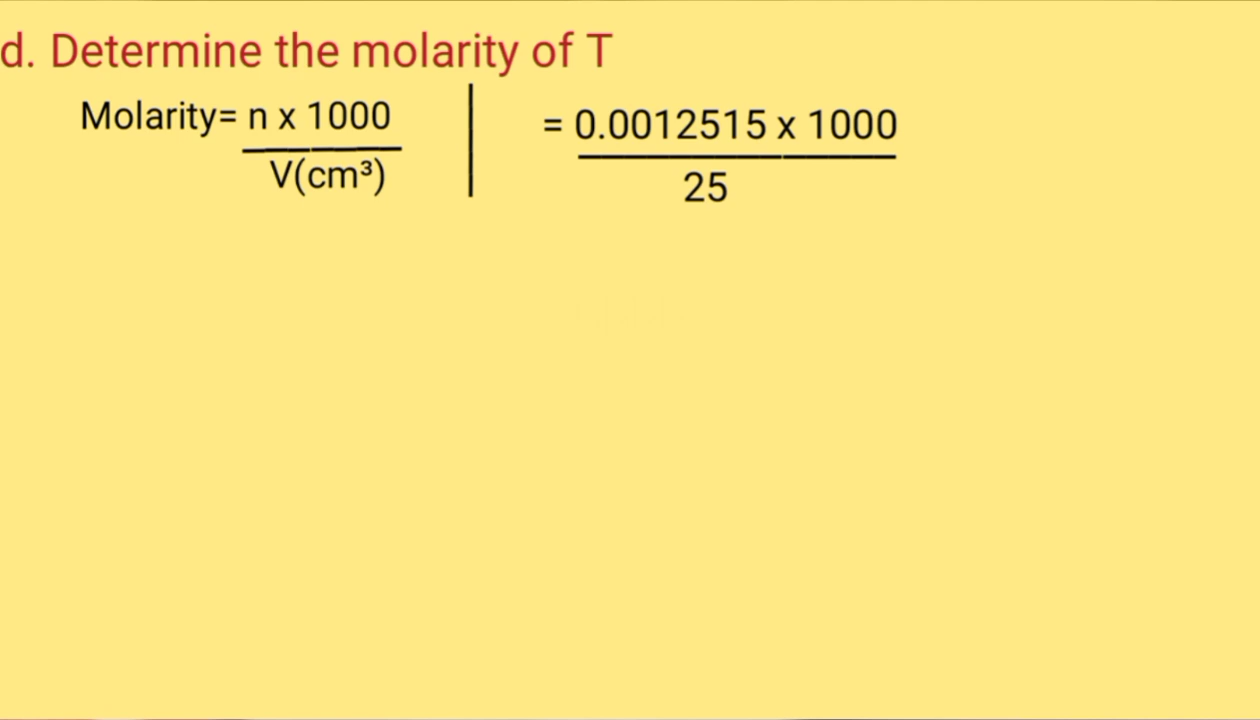 d. Determine the molarity of T
Molarity= n x 1000
V(cm³)
= 0.0012515 x 1000
25